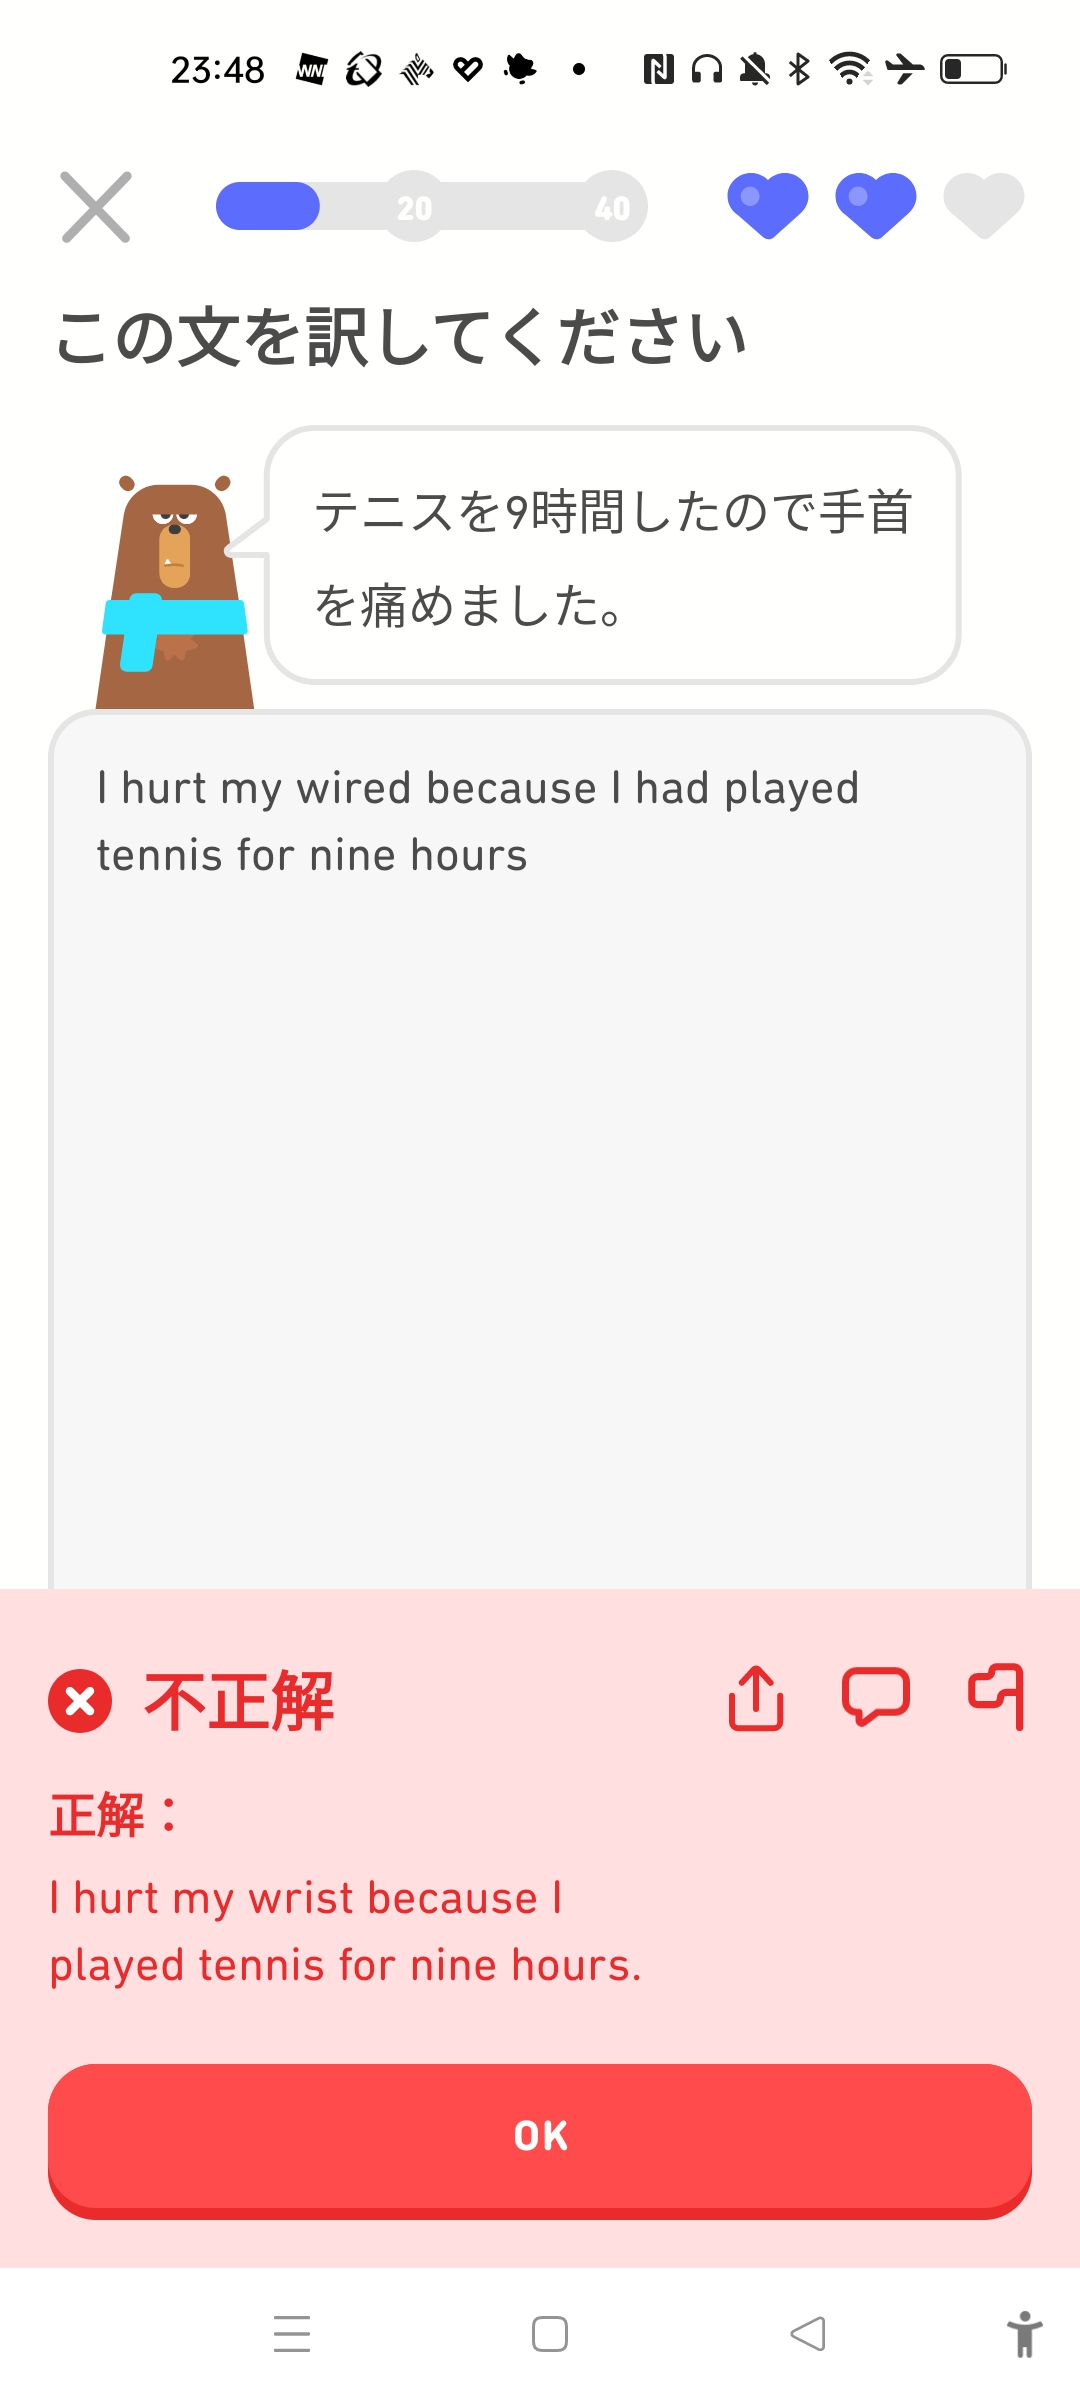 23:48
20
40
この文を訳してください
テニスを9時間したので手首
を痛めました。
I hurt my wired because I had played
tennis for nine hours
不正解
正解：
I hurt my wrist because I
played tennis for nine hours.
OK